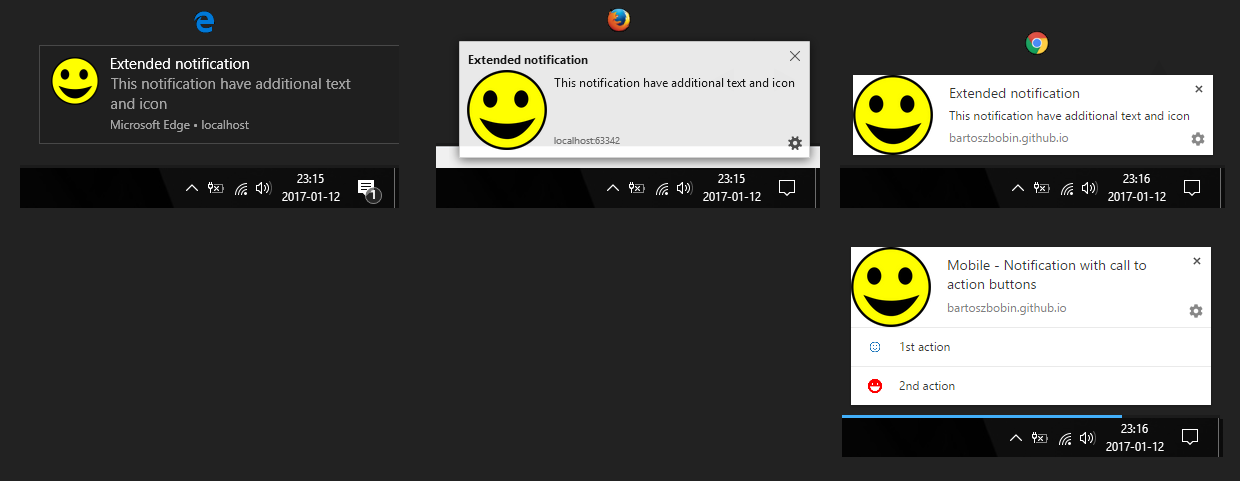 Extended notification
This notification have additional text
and icon
Microsoft Edge • localhost
23:15
2017-01-12
1
Extended notification
This notification have additional text and icon
localhost:63342
23:15
2017-01-12
Extended notification
This notification have additional text and icon
bartoszbobin.github.io
23:16
2017-01-12
Mobile - Notification with call to
action buttons
bartoszbobin.github.io
1st action
2nd action
23:16
2017-01-12